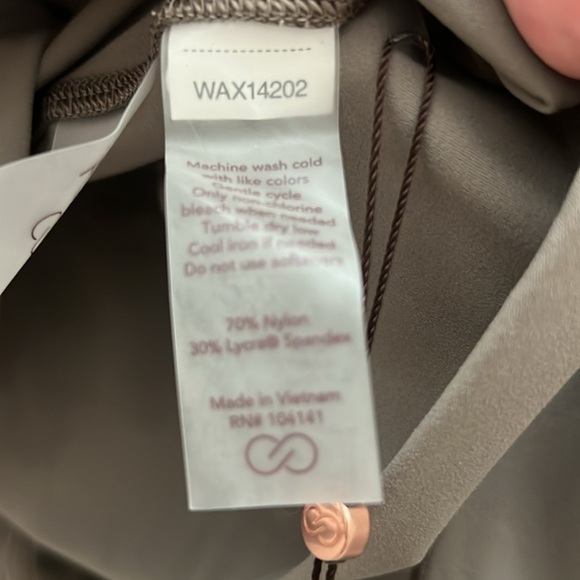 WAX14202
Machine wash cold
with like colors
Gentle cycle
Only non-chlorine
bleach when needed
Tumble dry low
Cool iron if needed
Do not use softeners
70% Nylon
30% Lycra® Spandex
Made in Vietnam
RN# 104141